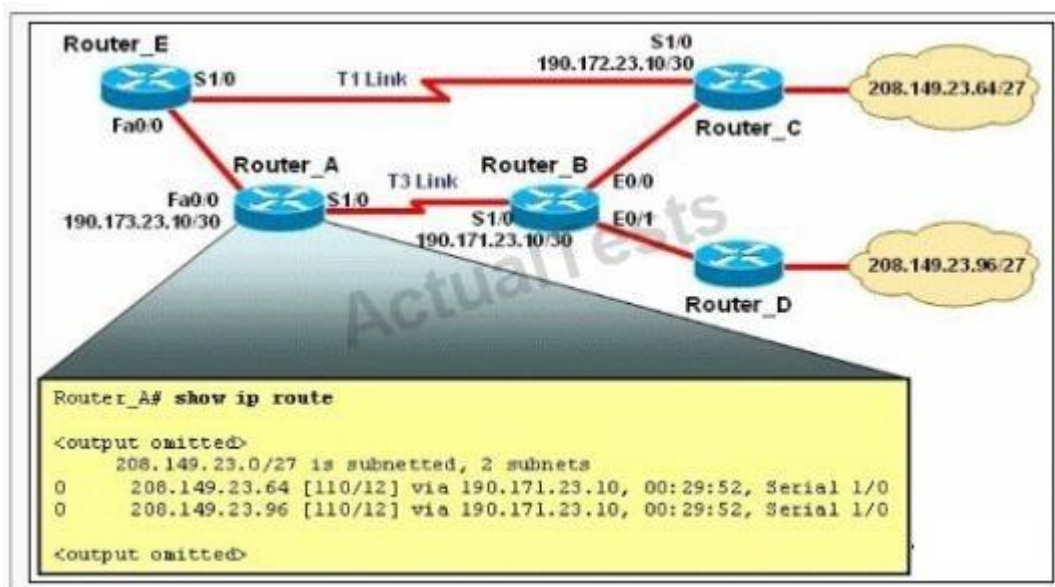 Router_E
S1/0
T1 Link
S1/0
190.172.23.10/30
208.149.23.64/27
Fa0/0
Router_C
Router_A
Router_B
T3 Link
E0/0
Fa0/0
190.173.23.10/30
S1/0
S1/0
190.171.23.10/30
E0/1
208.149.23.96/27
Router_D
ActualTests
Router_A# show ip route
<output omitted>
208.149.23.0/27 is subnetted, 2 subnets
O 208.149.23.64 [110/12] via 190.171.23.10, 00:29:52, Serial 1/0
O 208.149.23.96 [110/12] via 190.171.23.10, 00:29:52, Serial 1/0
<output omitted>